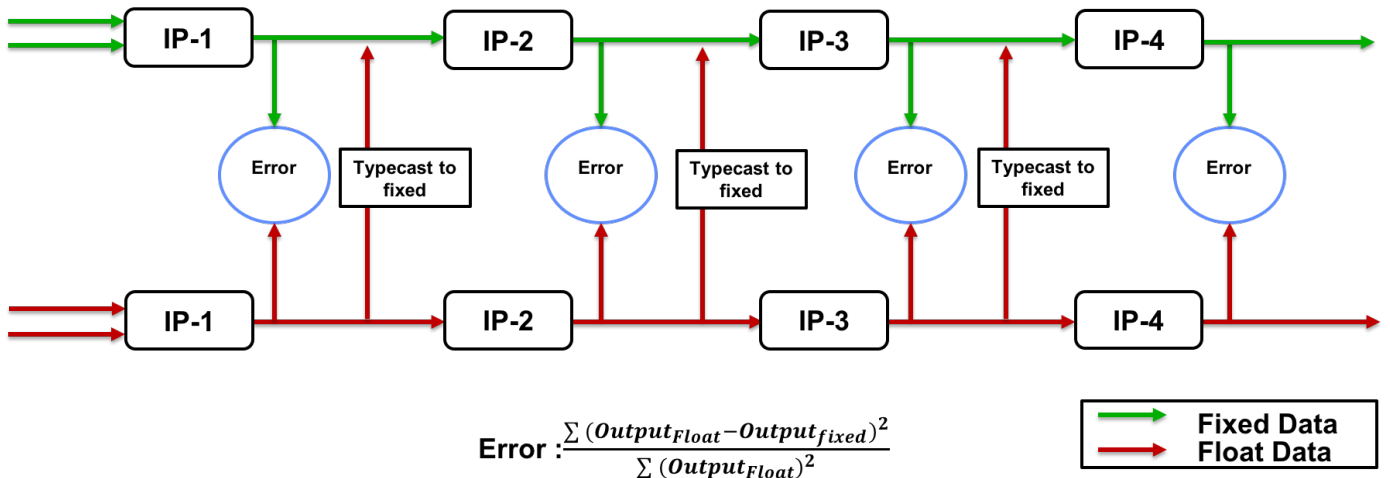 IP-1
IP-2
IP-3
IP-4
Error
Typecast to
fixed
Error
Typecast to
fixed
Error
Typecast to
fixed
Error
IP-1
IP-2
IP-3
IP-4
Error : ∑ (Output_Float − Output_fixed)²
∑ (Output_Float)²
Fixed Data
Float Data